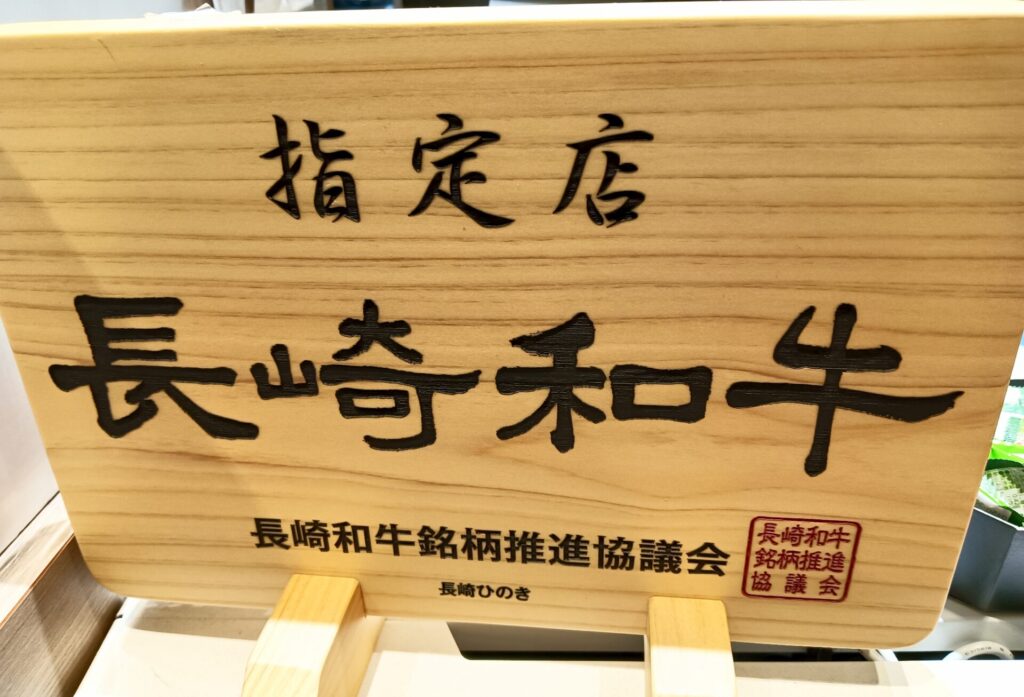 指定店
長崎和牛
長崎和牛銘柄推進協議会
長崎ひのき
長崎和牛
銘柄推進
協議会